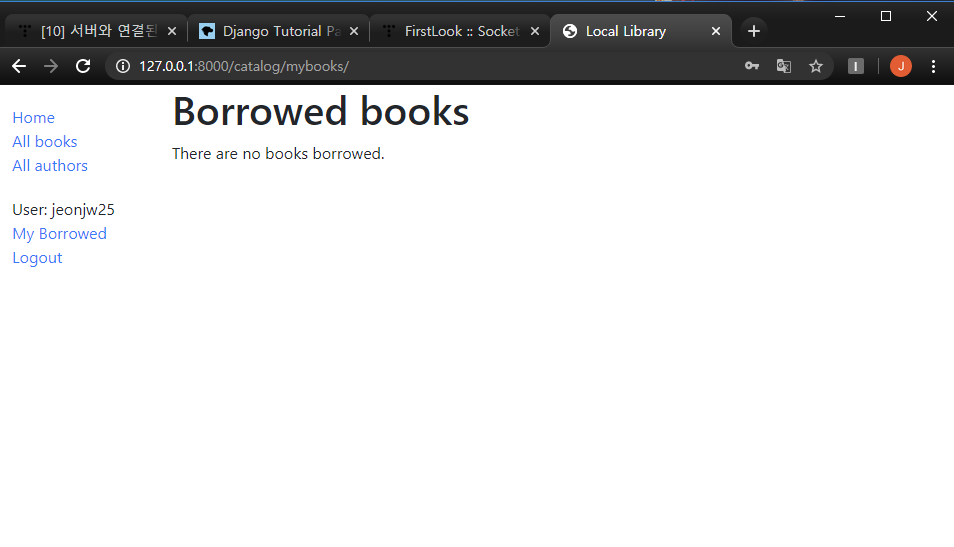 [10] 서버와 연결된
Django Tutorial Pa
FirstLook :: Socket
Local Library
127.0.0.1:8000/catalog/mybooks/
I
J
Home
All books
All authors
User: jeonjw25
My Borrowed
Logout
Borrowed books
There are no books borrowed.